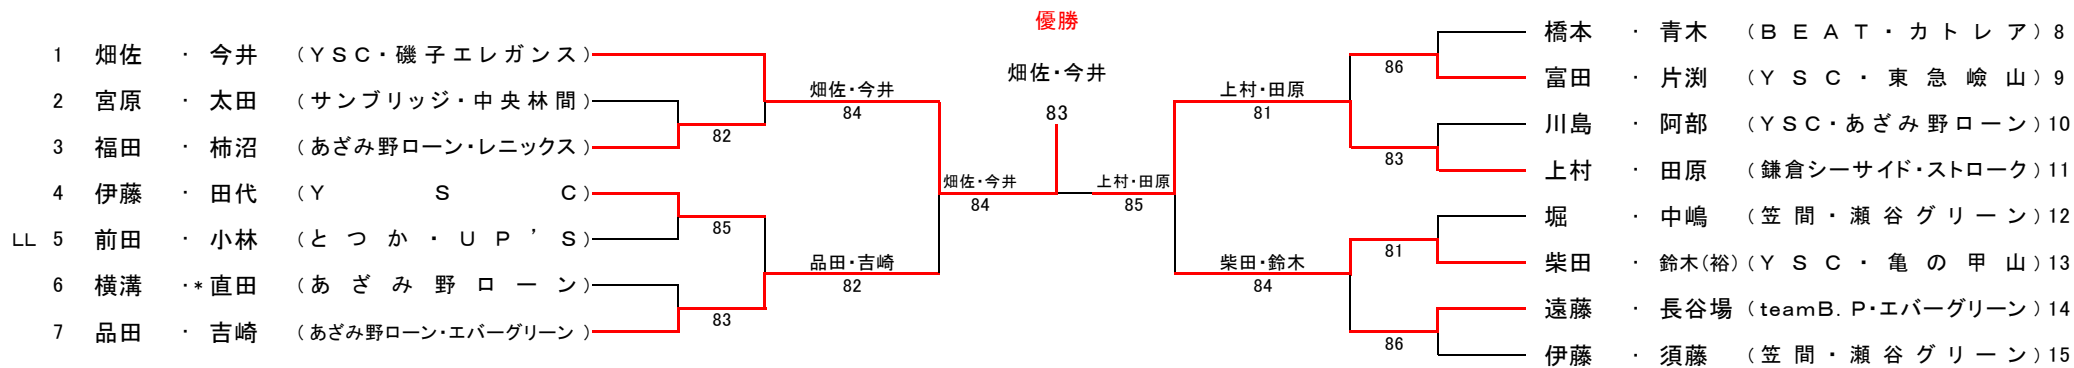 優勝
畑佐・今井
83
1 畑佐 ・ 今井 (YSC・磯子エレガンス)
2 宮原 ・ 太田 (サンブリッジ・中央林間)
3 福田 ・ 柿沼 (あざみ野ローン・レニックス)
4 伊藤 ・ 田代 (YSC)
LL 5 前田 ・ 小林 (とつか・UP'S)
6 横溝 ・* 直田 (あざみ野ローン)
7 品田 ・ 吉崎 (あざみ野ローン・エバーグリーン)
82
85
83
畑佐・今井
84
品田・吉崎
82
畑佐・今井
84
上村・田原
85
上村・田原
81
柴田・鈴木
84
86
83
81
86
橋本 ・ 青木 (BEAT・カトレア) 8
富田 ・ 片渕 (YSC・東急嶮山) 9
川島 ・ 阿部 (YSC・あざみ野ローン) 10
上村 ・ 田原 (鎌倉シーサイド・ストローク) 11
堀 ・ 中嶋 (笠間・瀬谷グリーン) 12
柴田 ・ 鈴木(裕) (YSC・亀の甲山) 13
遠藤 ・ 長谷場 (teamB.P・エバーグリーン) 14
伊藤 ・ 須藤 (笠間・瀬谷グリーン) 15